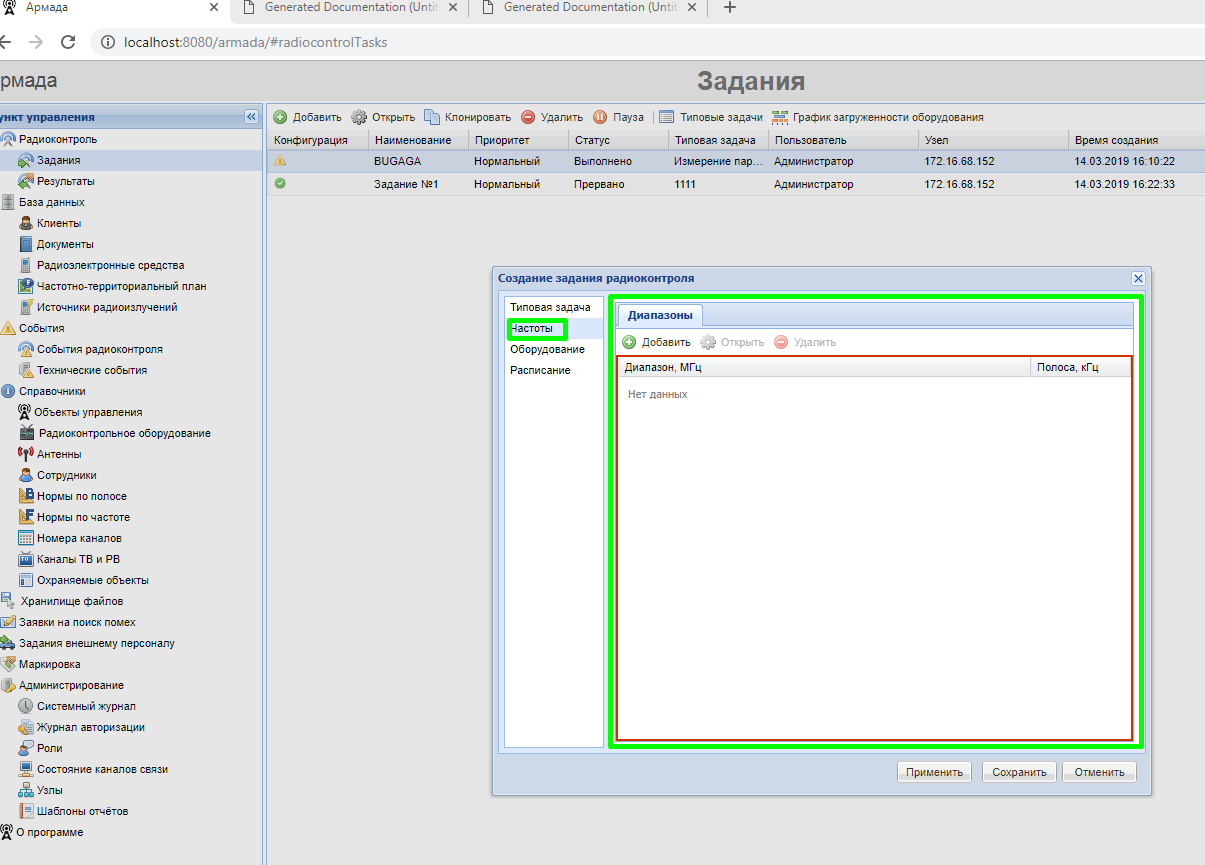 Армада
Generated Documentation (Untit
Generated Documentation (Untit
localhost:8080/armada/#radiocontrolTasks
рмада
Задания
ункт управления
Радиоконтроль
Задания
Результаты
База данных
Клиенты
Документы
Радиоэлектронные средства
Частотно-территориальный план
Источники радиоизлучений
События
События радиоконтроля
Технические события
Справочники
Объекты управления
Радиоконтрольное оборудование
Антенны
Сотрудники
Нормы по полосе
Нормы по частоте
Номера каналов
Каналы ТВ и РВ
Охраняемые объекты
Хранилище файлов
Заявки на поиск помех
Задания внешнему персоналу
Маркировка
Администрирование
Системный журнал
Журнал авторизации
Роли
Состояние каналов связи
Узлы
Шаблоны отчётов
О программе
Добавить Открыть Клонировать Удалить Пауза Типовые задачи График загруженности оборудования
Конфигурация Наименование Приоритет Статус Типовая задача Пользователь Узел Время создания
BUGAGA Нормальный Выполнено Измерение пар... Администратор 172.16.68.152 14.03.2019 16:10:22
Задание №1 Нормальный Прервано 1111 Администратор 172.16.68.152 14.03.2019 16:22:33
Создание задания радиоконтроля
Типовая задача
Частоты
Оборудование
Расписание
Диапазоны
Добавить Открыть Удалить
Диапазон, МГц Полоса, кГц
Нет данных
Применить Сохранить Отменить